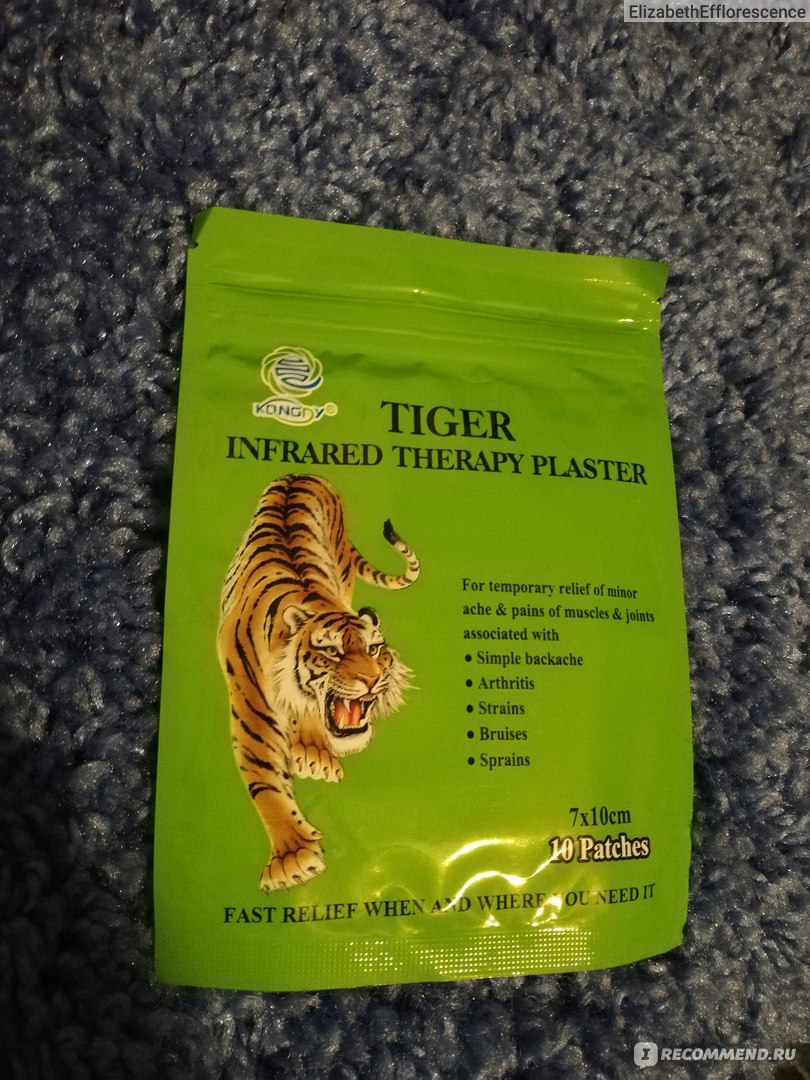 ElizabethEfflorescence
KONGDY®
TIGER
INFRARED THERAPY PLASTER
For temporary relief of minor
ache & pains of muscles & joints
associated with
• Simple backache
• Arthritis
• Strains
• Bruises
• Sprains
7x10cm
10 Patches
FAST RELIEF WHEN AND WHERE YOU NEED IT
I RECOMMEND.RU